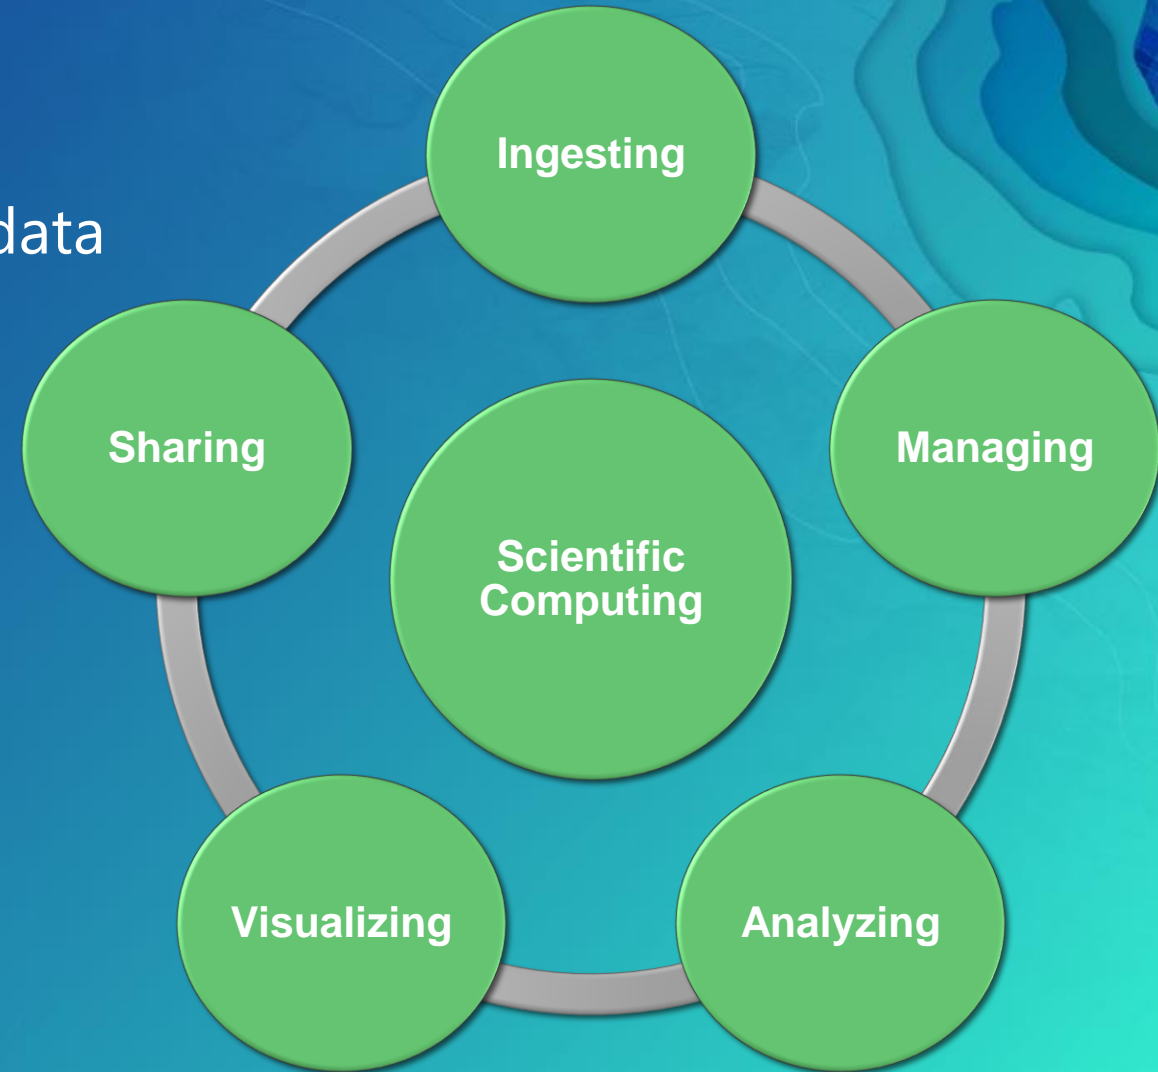 Ingesting
data
Sharing
Managing
Scientific
Computing
Visualizing
Analyzing